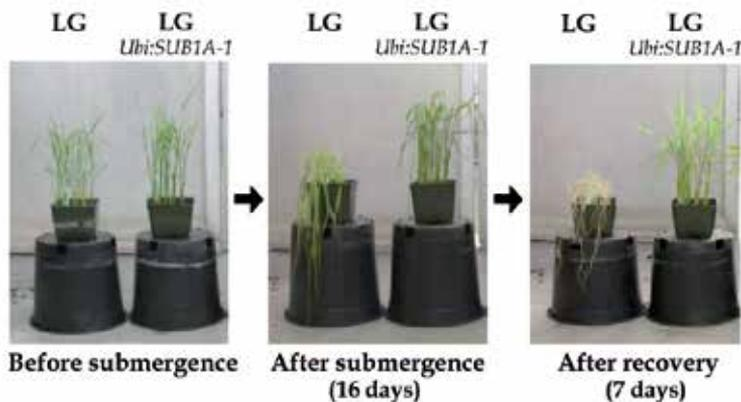 LG LG
Ubi:SUB1A-1
LG LG
Ubi:SUB1A-1
LG LG
Ubi:SUB1A-1
Before submergence
After submergence
(16 days)
After recovery
(7 days)